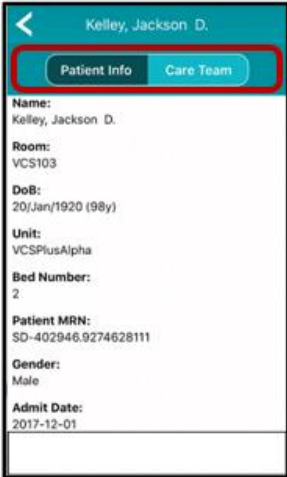 Kelley, Jackson D.
Patient Info Care Team
Name:
Kelley, Jackson D.
Room:
VCS103
DoB:
20/Jan/1920 (98y)
Unit:
VCSPlusAlpha
Bed Number:
2
Patient MRN:
SD-402946.9274628111
Gender:
Male
Admit Date:
2017-12-01